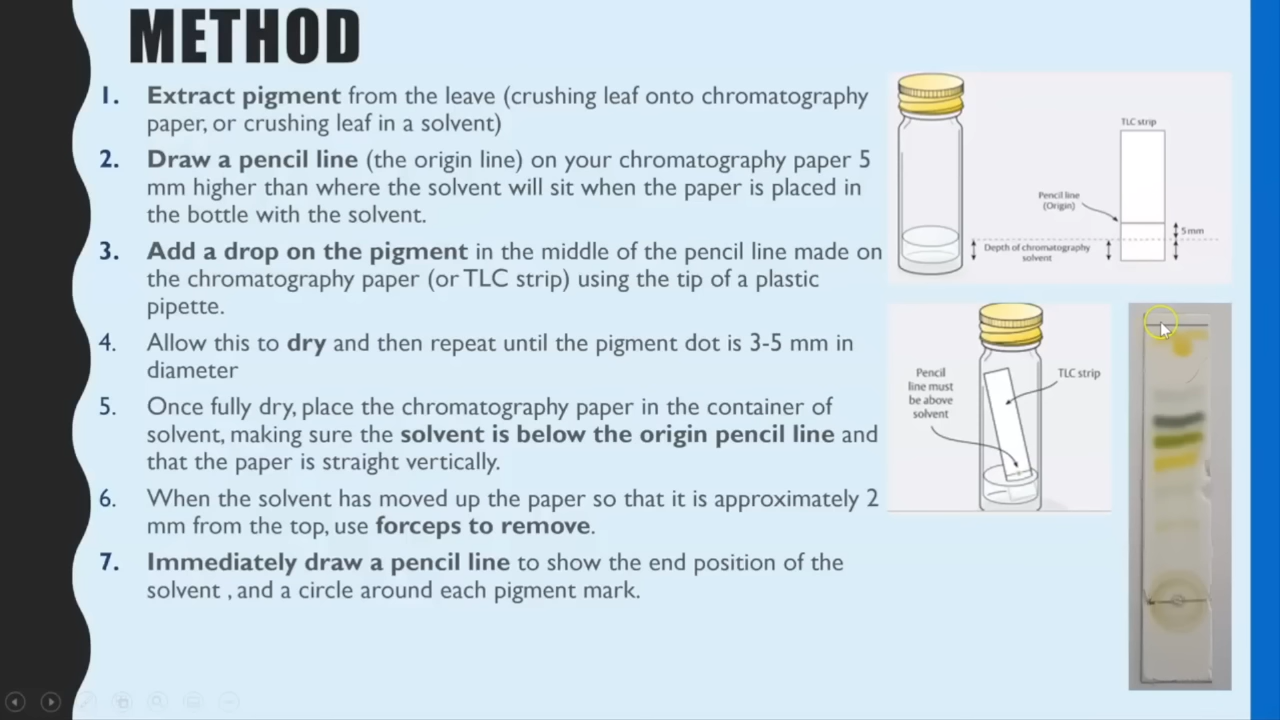 METHOD
1. Extract pigment from the leave (crushing leaf onto chromatography
paper, or crushing leaf in a solvent)
2. Draw a pencil line (the origin line) on your chromatography paper 5
mm higher than where the solvent will sit when the paper is placed in
the bottle with the solvent.
3. Add a drop on the pigment in the middle of the pencil line made on
the chromatography paper (or TLC strip) using the tip of a plastic
pipette.
4. Allow this to dry and then repeat until the pigment dot is 3-5 mm in
diameter
5. Once fully dry, place the chromatography paper in the container of
solvent, making sure the solvent is below the origin pencil line and
that the paper is straight vertically.
6. When the solvent has moved up the paper so that it is approximately 2
mm from the top, use forceps to remove.
7. Immediately draw a pencil line to show the end position of the
solvent , and a circle around each pigment mark.
TLC strip
Pencil line
(Origin)
5 mm
Depth of chromatography
solvent
Pencil
line must
be above
solvent
TLC strip